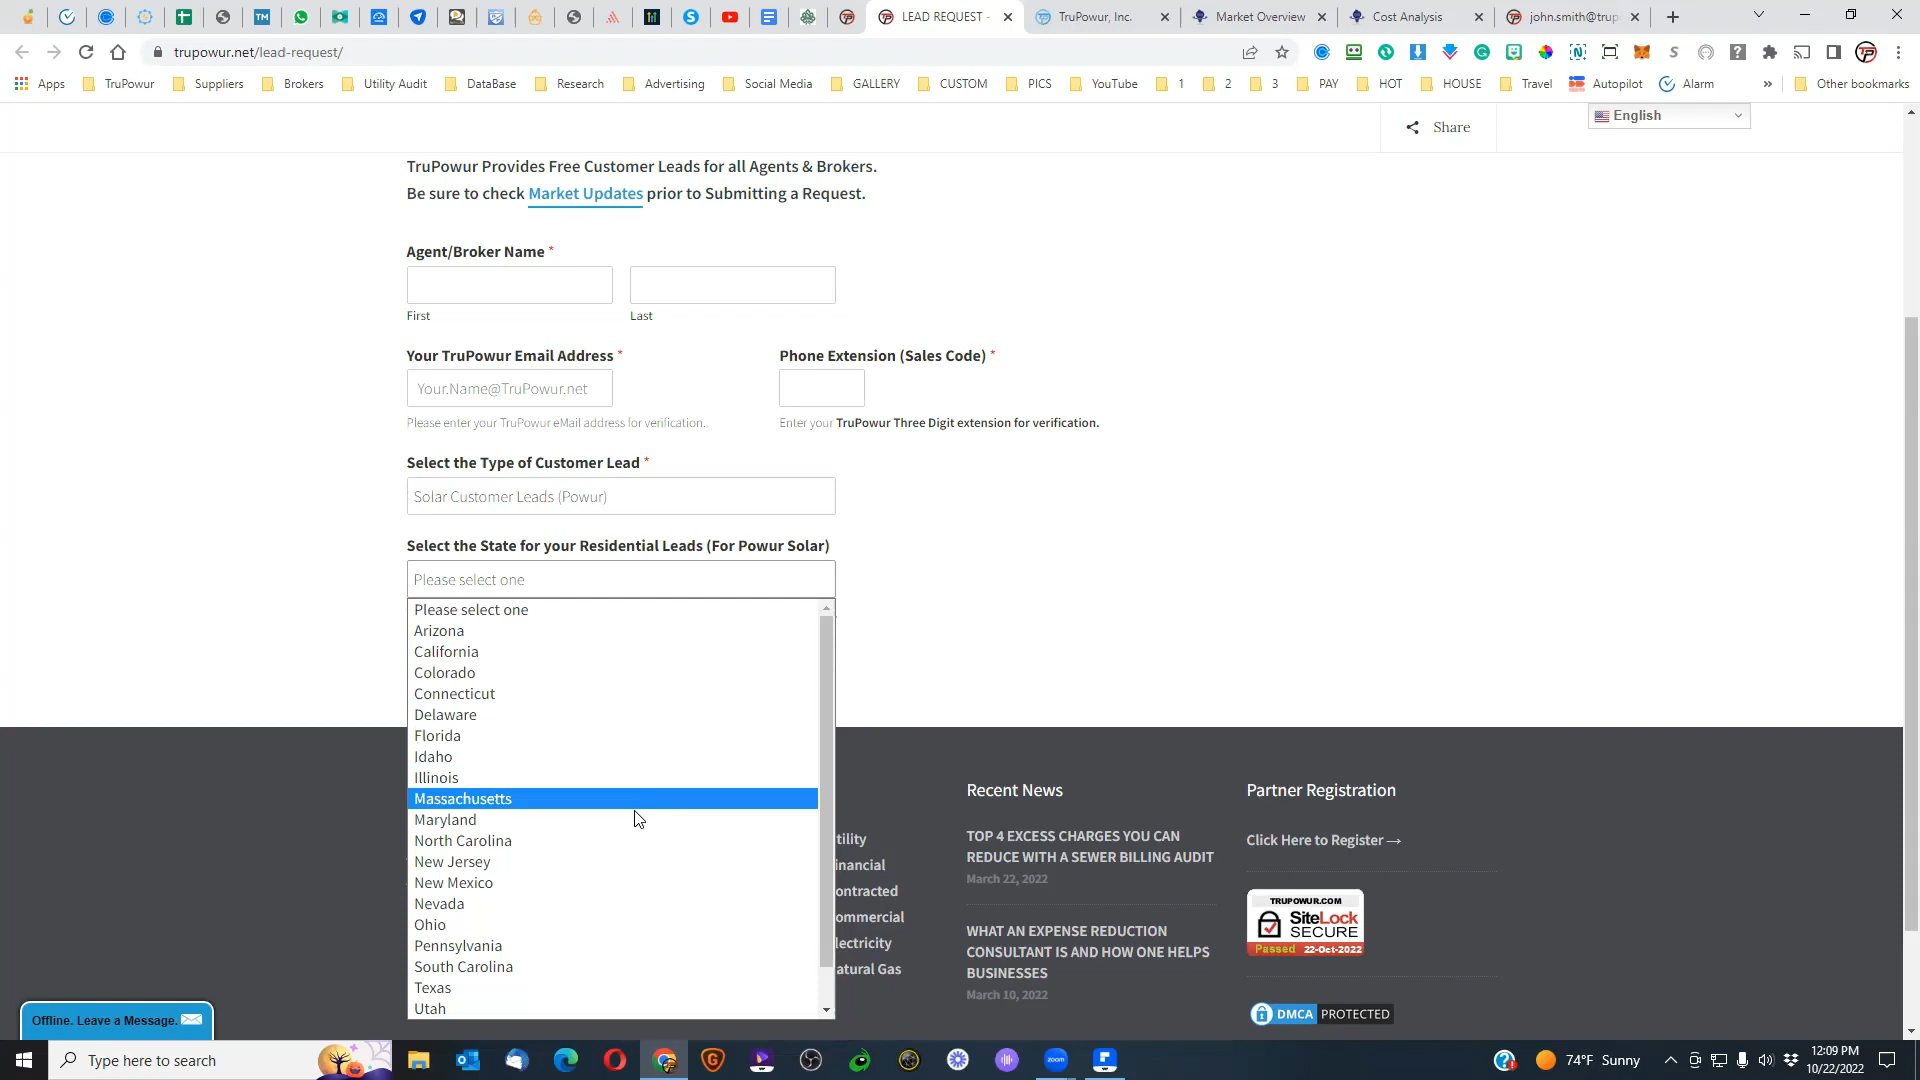 LEAD REQUEST -
TruPowur, Inc.
Market Overview
Cost Analysis
john.smith@trup
trupowur.net/lead-request/
Apps
TruPowur
Suppliers
Brokers
Utility Audit
DataBase
Research
Advertising
Social Media
GALLERY
CUSTOM
PICS
YouTube
1
2
3
PAY
HOT
HOUSE
Travel
Autopilot
Alarm
»
Other bookmarks
Share
English
TruPowur Provides Free Customer Leads for all Agents & Brokers.
Be sure to check Market Updates prior to Submitting a Request.
Agent/Broker Name *
First
Last
Your TruPowur Email Address *
Phone Extension (Sales Code) *
Your.Name@TruPowur.net
Please enter your TruPowur eMail address for verification.
Enter your TruPowur Three Digit extension for verification.
Select the Type of Customer Lead *
Solar Customer Leads (Powur)
Select the State for your Residential Leads (For Powur Solar)
Please select one
Please select one
Arizona
California
Colorado
Connecticut
Delaware
Florida
Idaho
Illinois
Massachusetts
Maryland
North Carolina
New Jersey
New Mexico
Nevada
Ohio
Pennsylvania
South Carolina
Texas
Utah
tility
inancial
ontracted
ommercial
lectricity
atural Gas
Recent News
TOP 4 EXCESS CHARGES YOU CAN
REDUCE WITH A SEWER BILLING AUDIT
March 22, 2022
WHAT AN EXPENSE REDUCTION
CONSULTANT IS AND HOW ONE HELPS
BUSINESSES
March 10, 2022
Partner Registration
Click Here to Register →
TRUPOWUR.COM
SiteLock
SECURE
Passed 22-Oct-2022
DMCA PROTECTED
Offline. Leave a Message.
Type here to search
zoom
74°F Sunny
12:09 PM
10/22/2022